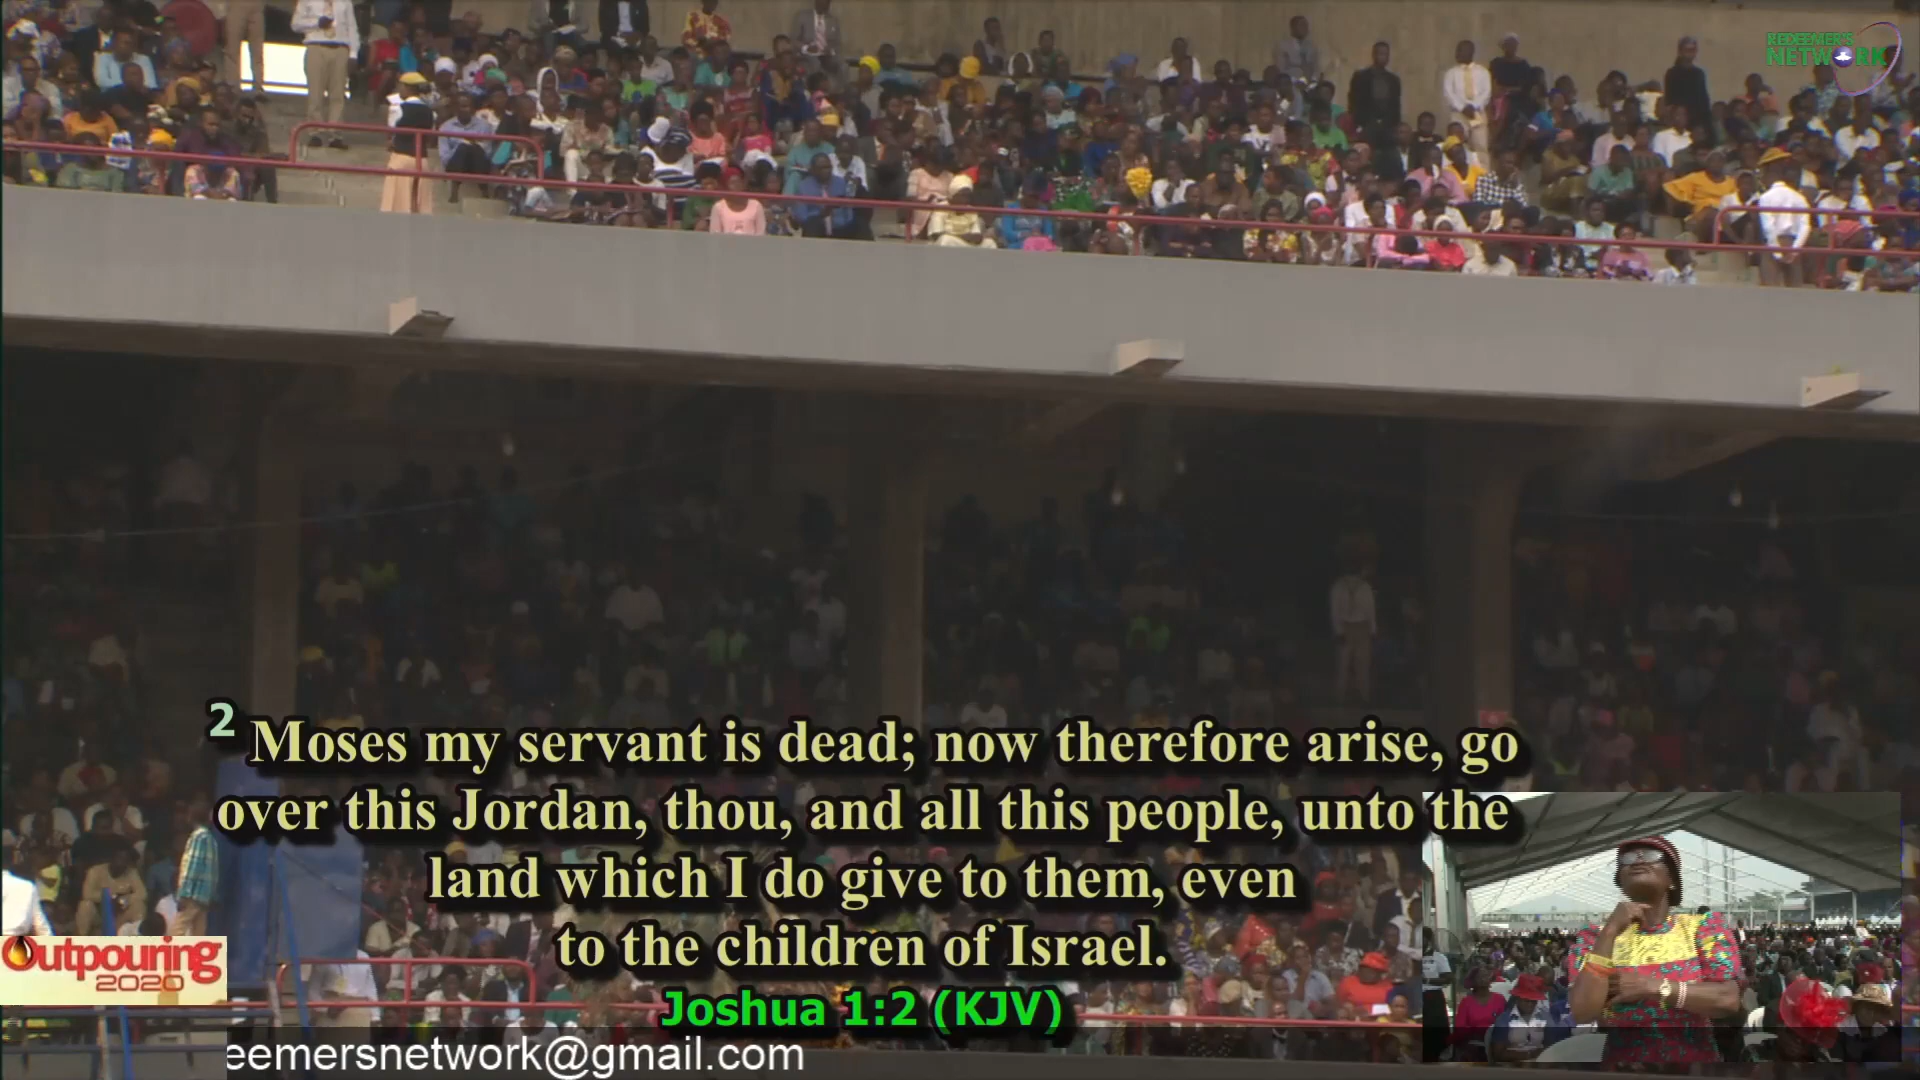 REDEEMER'S
NETWORK
2 Moses my servant is dead; now therefore arise, go
over this Jordan, thou, and all this people, unto the
land which I do give to them, even
to the children of Israel.
Joshua 1:2 (KJV)
Outpouring
2020
eemersnetwork@gmail.com